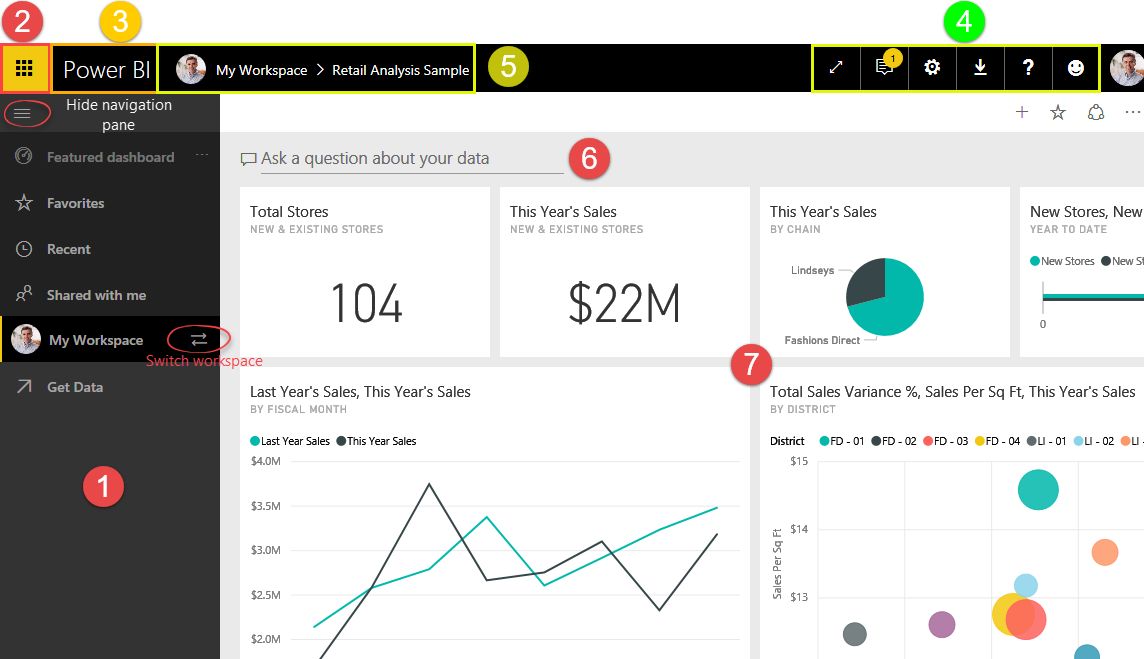 2
3
4
Power BI
My Workspace > Retail Analysis Sample
5
1
?
Hide navigation
pane
Featured dashboard ...
Favorites
Recent
Shared with me
My Workspace
Switch workspace
Get Data
1
Ask a question about your data
6
Total Stores
NEW & EXISTING STORES
104
This Year's Sales
NEW & EXISTING STORES
$22M
This Year's Sales
BY CHAIN
Lindseys
Fashions Direct
New Stores, New
YEAR TO DATE
New Stores New St
0
7
Last Year's Sales, This Year's Sales
BY FISCAL MONTH
Last Year Sales This Year Sales
$4.0M
$3.5M
$3.0M
$2.5M
$2.0M
Total Sales Variance %, Sales Per Sq Ft, This Year's Sales
BY DISTRICT
District FD - 01 FD - 02 FD - 03 FD - 04 LI - 01 LI - 02 LI -
$15
$14
$13
Sales Per Sq Ft